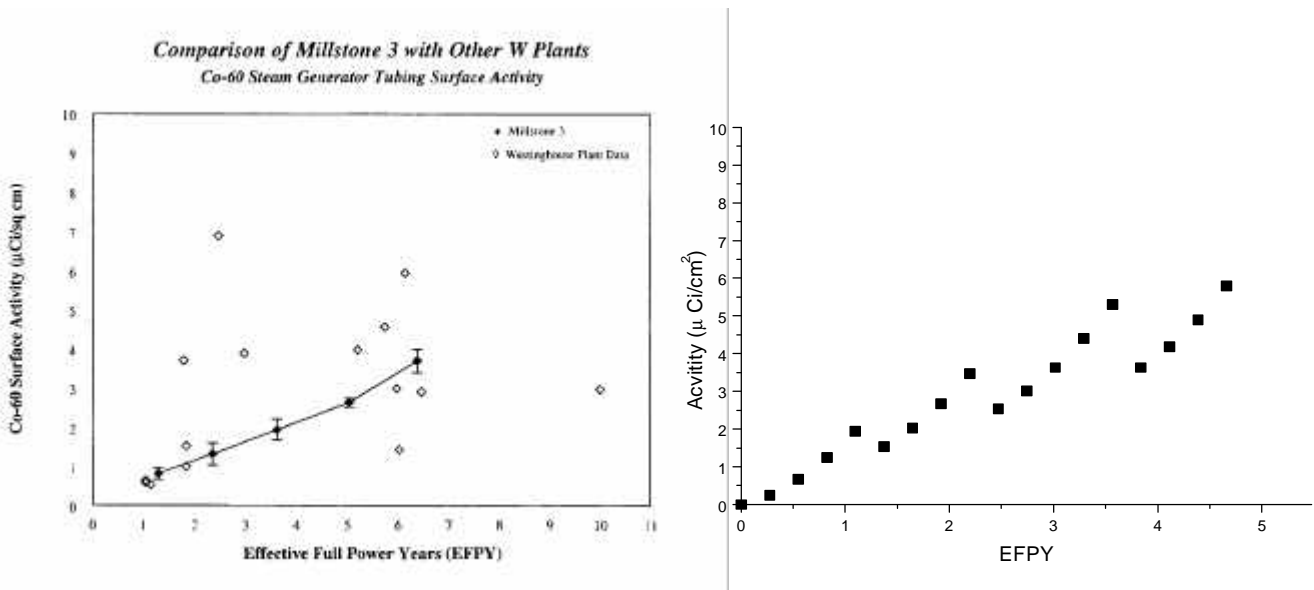 Comparison of Millstone 3 with Other W Plants
Co-60 Steam Generator Tubing Surface Activity
Millstone 3
Westinghouse Plant Data
Co-60 Surface Activity (μCi/sq cm)
10
9
8
7
6
5
4
3
2
1
0
0 1 2 3 4 5 6 7 8 9 10 11
Effective Full Power Years (EFPY)
Acvitity (μ Ci/cm²)
10
9
8
7
6
5
4
3
2
1
0
0 1 2 3 4 5
EFPY